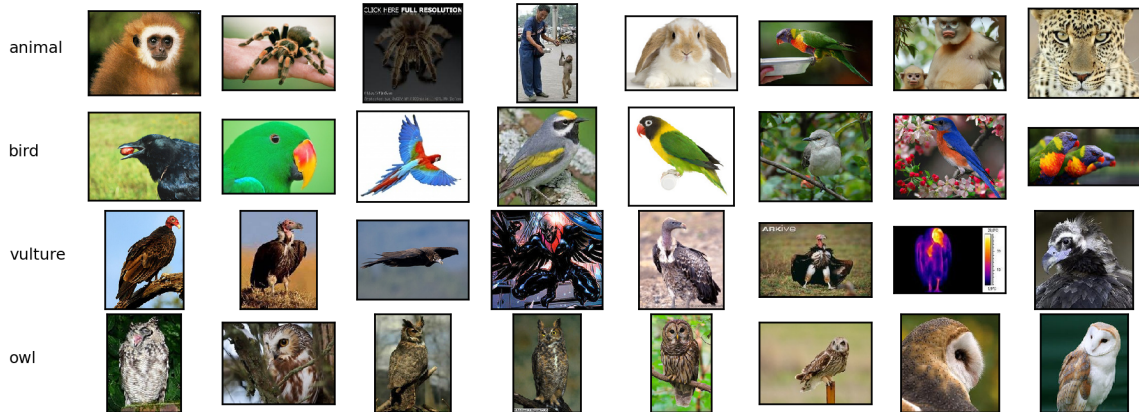 animal
CLICK HERE FULL RESOLUTION
bird
vulture
ARKive
owl